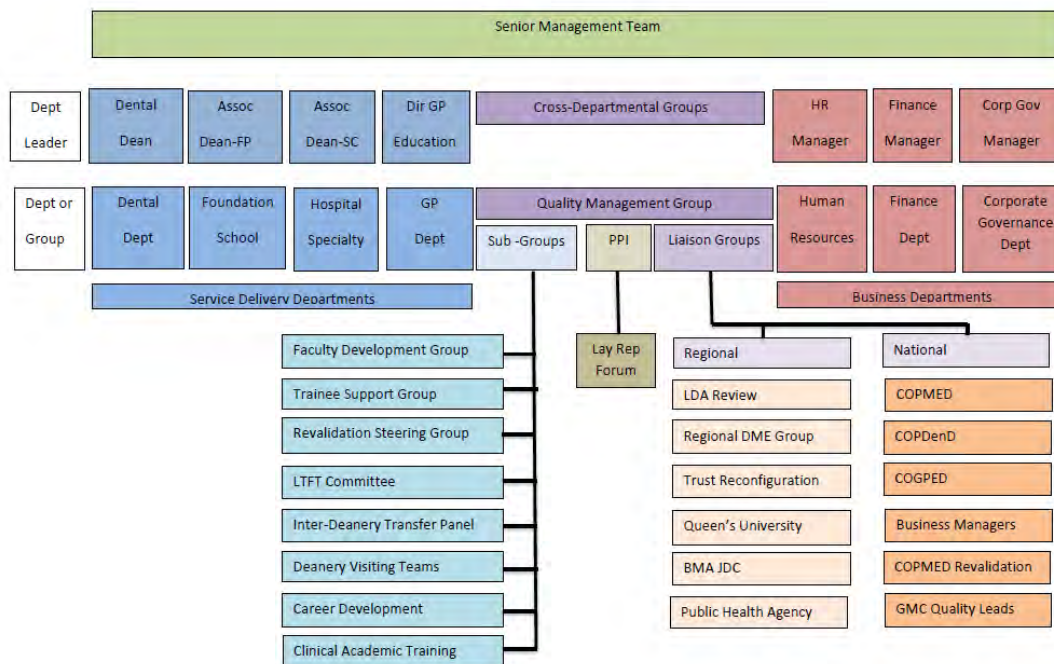 Senior Management Team
Dept
Leader
Dental
Dean
Assoc
Dean-FP
Assoc
Dean-SC
Dir GP
Education
Cross-Departmental Groups
HR
Manager
Finance
Manager
Corp Gov
Manager
Dept or
Group
Dental
Dept
Foundation
School
Hospital
Specialty
GP
Dept
Quality Management Group
Human
Resources
Finance
Dept
Corporate
Governance
Dept
Sub -Groups
PPI
Liaison Groups
Service Delivery Departments
Business Departments
Faculty Development Group
Trainee Support Group
Revalidation Steering Group
LTFT Committee
Inter-Deanery Transfer Panel
Deanery Visiting Teams
Career Development
Clinical Academic Training
Lay Rep
Forum
Regional
LDA Review
Regional DME Group
Trust Reconfiguration
Queen's University
BMA JDC
Public Health Agency
National
COPMED
COPDenD
COGPED
Business Managers
COPMED Revalidation
GMC Quality Leads